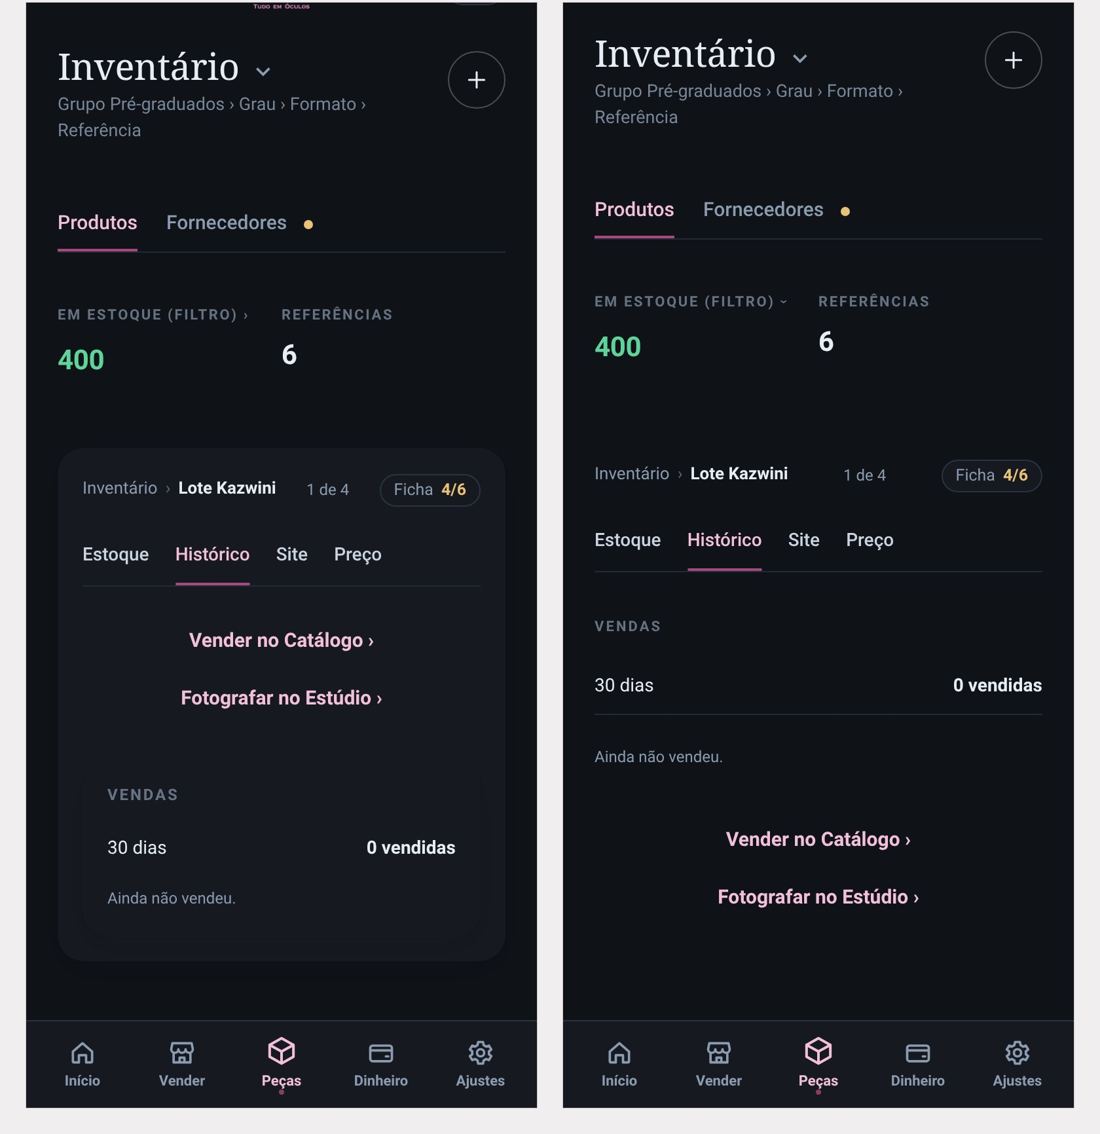 Tudo em Óculos
Inventário
Grupo Pré-graduados › Grau › Formato ›
Referência
Produtos Fornecedores
EM ESTOQUE (FILTRO) › REFERÊNCIAS
400 6
Inventário › Lote Kazwini 1 de 4 Ficha 4/6
Estoque Histórico Site Preço
Vender no Catálogo ›
Fotografar no Estúdio ›
VENDAS
30 dias 0 vendidas
Ainda não vendeu.
Início Vender Peças Dinheiro Ajustes
Inventário
Grupo Pré-graduados › Grau › Formato ›
Referência
Produtos Fornecedores
EM ESTOQUE (FILTRO) REFERÊNCIAS
400 6
Inventário › Lote Kazwini 1 de 4 Ficha 4/6
Estoque Histórico Site Preço
VENDAS
30 dias 0 vendidas
Ainda não vendeu.
Vender no Catálogo ›
Fotografar no Estúdio ›
Início Vender Peças Dinheiro Ajustes